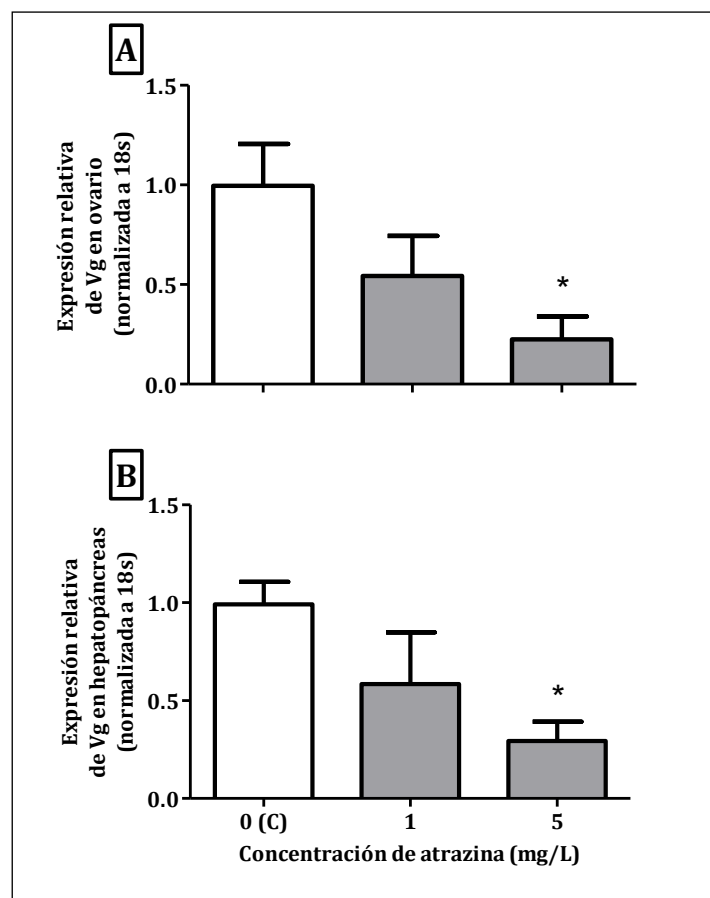 A
Expresión relativa
de Vg en ovario
(normalizada a 18s)
1.5
1.0
0.5
0.0
*
B
Expresión relativa
de Vg en hepatopáncreas
(normalizada a 18s)
1.5
1.0
0.5
0.0
*
0 (C) 1 5
Concentración de atrazina (mg/L)